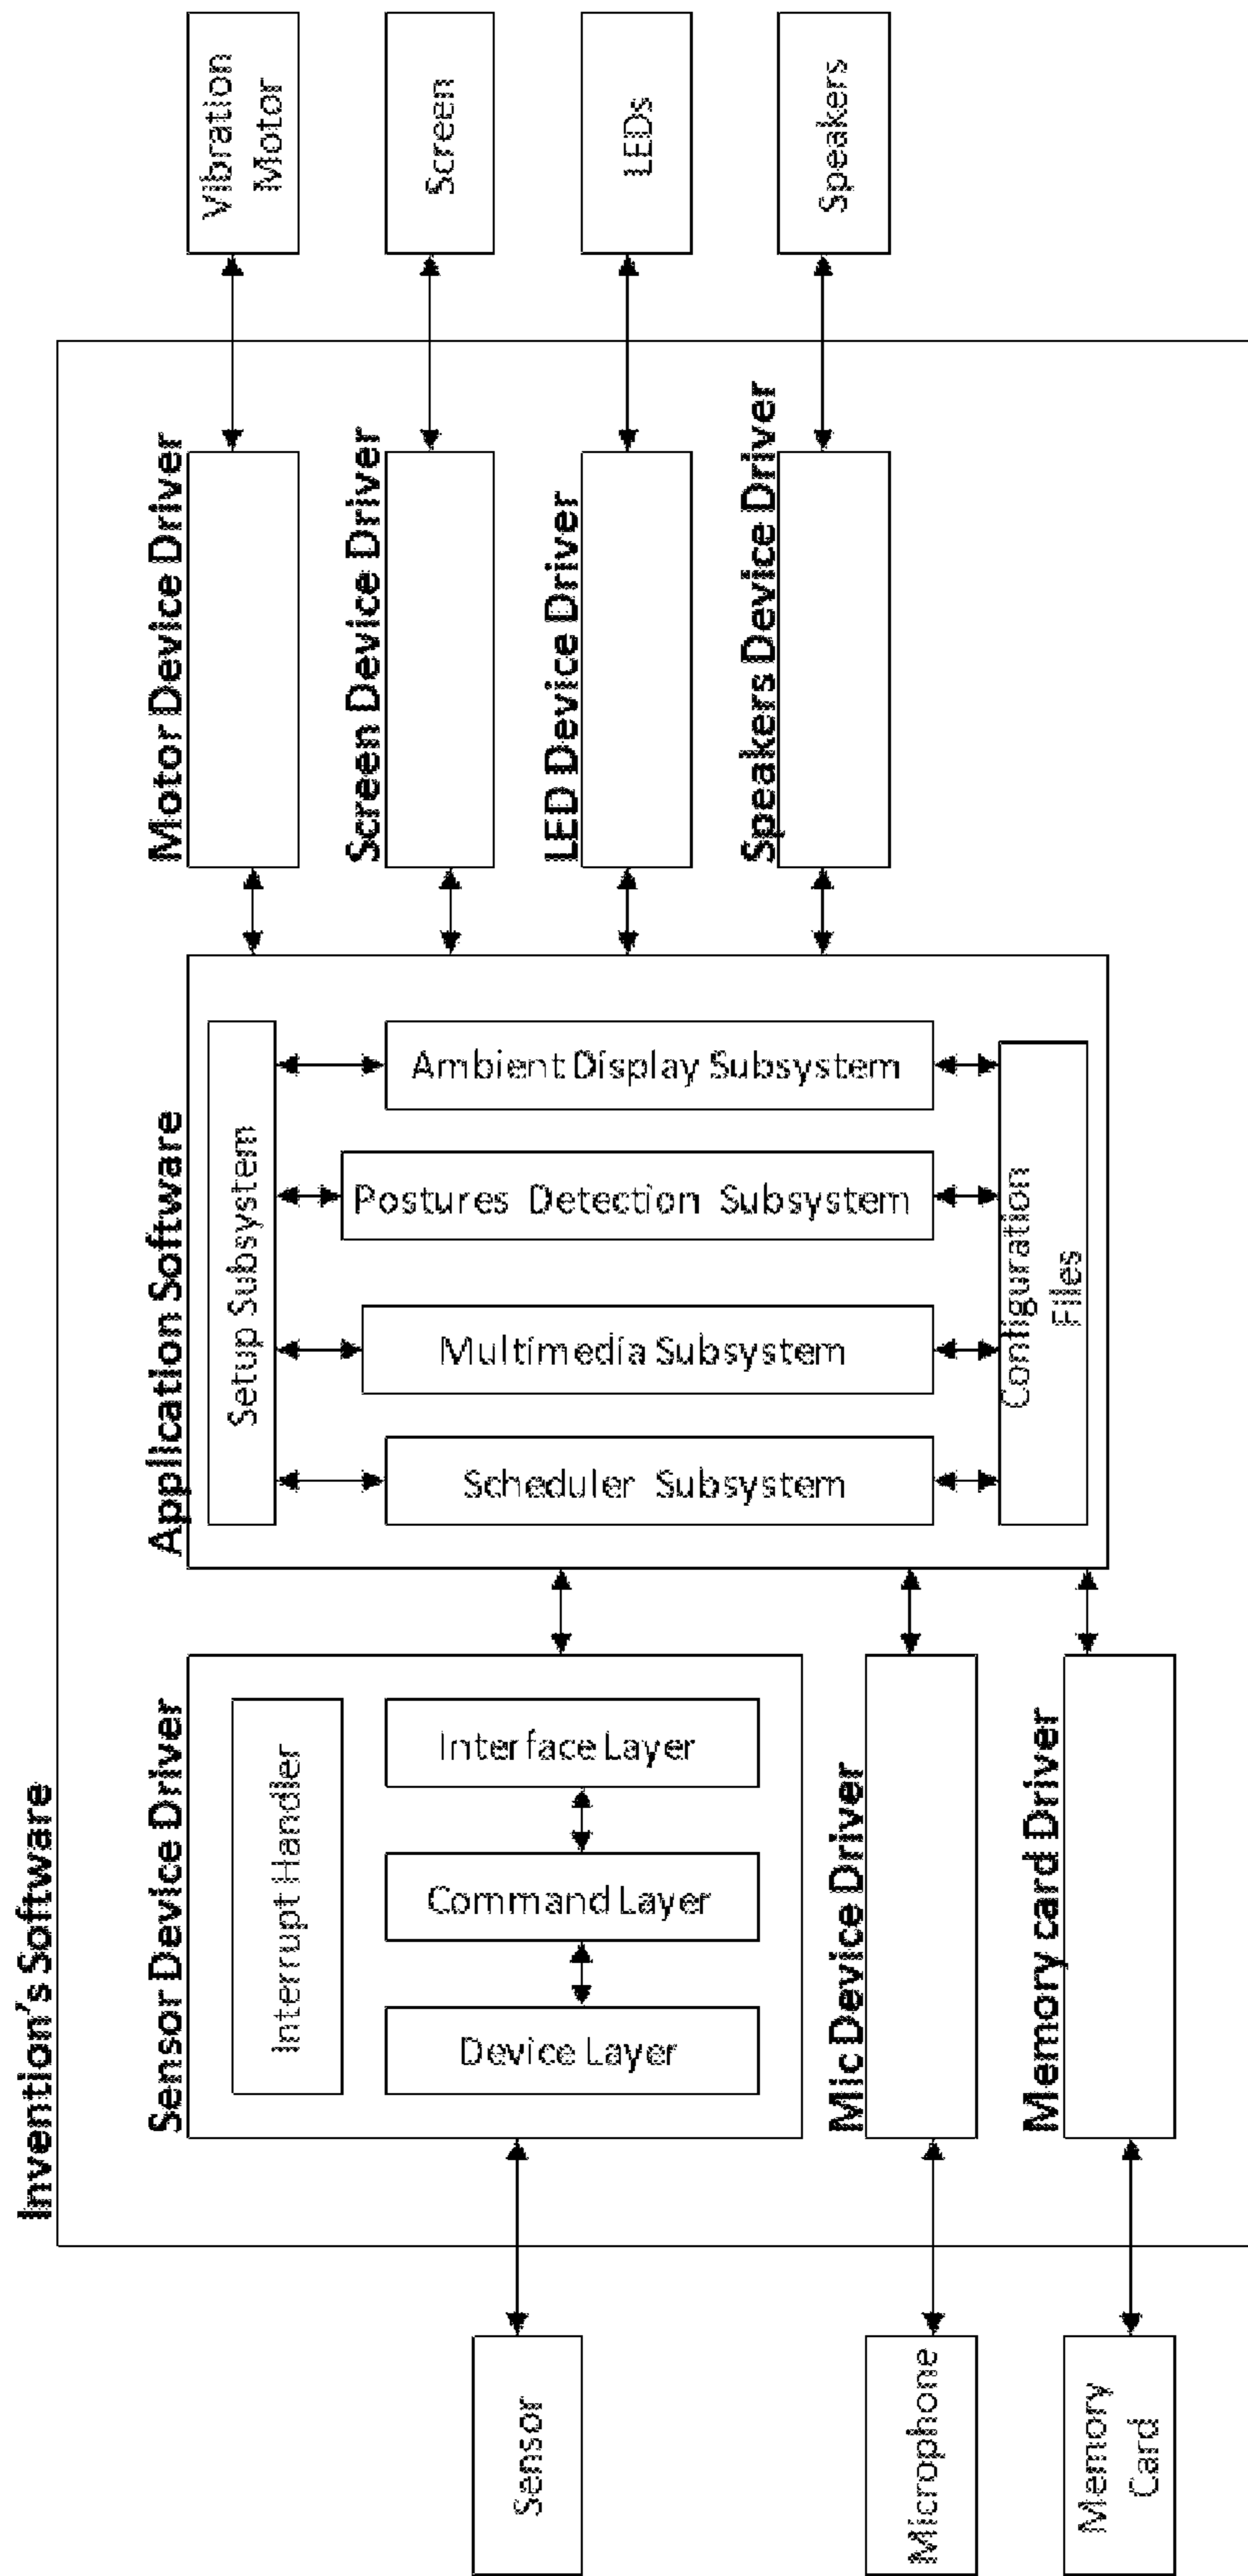 Invention's Software
Sensor Device Driver
Application Software
Motor Device Driver
Vibration
Motor
Interrupt Handler
Setup Subsystem
Screen Device Driver
Screen
Sensor
Device Layer
Command Layer
Interface Layer
Scheduler Subsystem
Multimedia Subsystem
Postures Detection Subsystem
Ambient Display Subsystem
LED Device Driver
LEDs
Speakers Device Driver
Speakers
Mic Device Driver
Microphone
Configuration
Files
Memory card Driver
Memory
Card